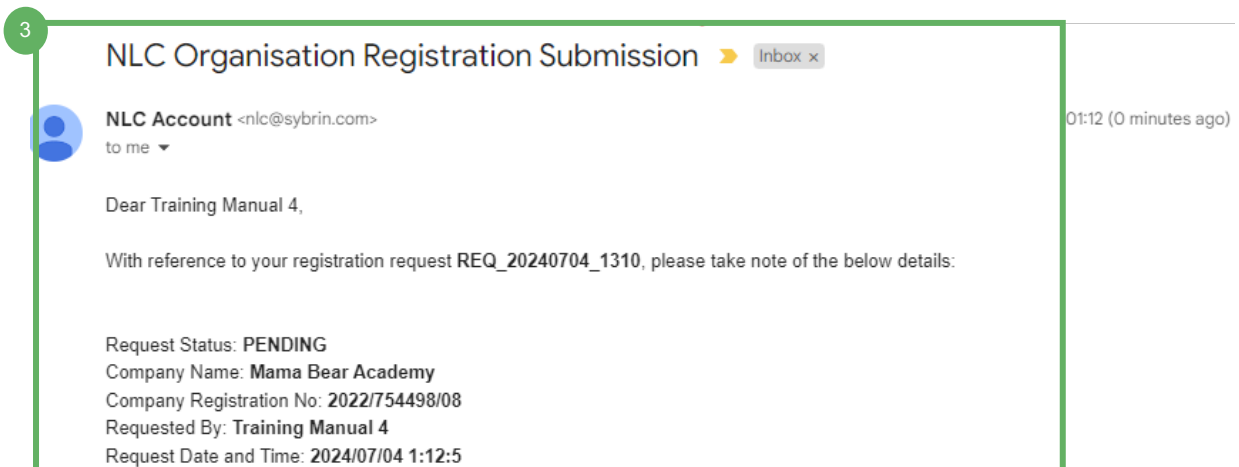 3
NLC Organisation Registration Submission Inbox x
NLC Account <nlc@sybrin.com> 01:12 (0 minutes ago)
to me
Dear Training Manual 4,
With reference to your registration request REQ_20240704_1310, please take note of the below details:
Request Status: PENDING
Company Name: Mama Bear Academy
Company Registration No: 2022/754498/08
Requested By: Training Manual 4
Request Date and Time: 2024/07/04 1:12:5